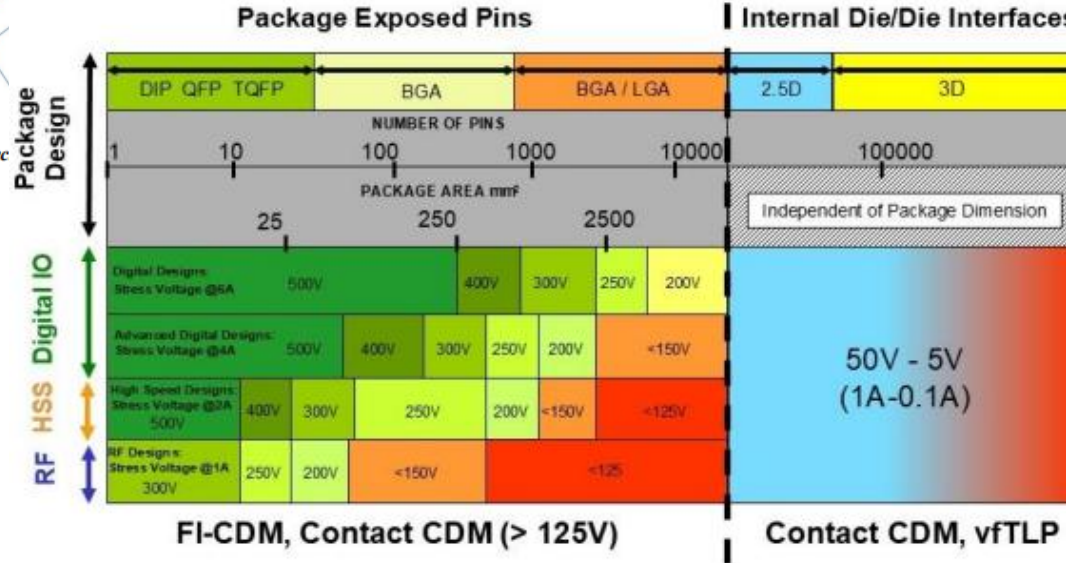 Package Exposed Pins
Internal Die/Die Interfaces
Package Design
DIP QFP TQFP
BGA
BGA / LGA
2.5D
3D
NUMBER OF PINS
1
10
100
1000
10000
100000
PACKAGE AREA mm²
25
250
2500
Independent of Package Dimension
Digital IO
Digital Designs:
Stress Voltage @6A
500V
400V
300V
250V
200V
Advanced Digital Designs:
Stress Voltage @4A
500V
400V
300V
250V
200V
<150V
HSS
High Speed Designs:
Stress Voltage @2A
500V
400V
300V
250V
200V
<150V
<125V
RF
RF Designs:
Stress Voltage @1A
300V
250V
200V
<150V
<125
50V - 5V
(1A-0.1A)
FI-CDM, Contact CDM (> 125V)
Contact CDM, vfTLP